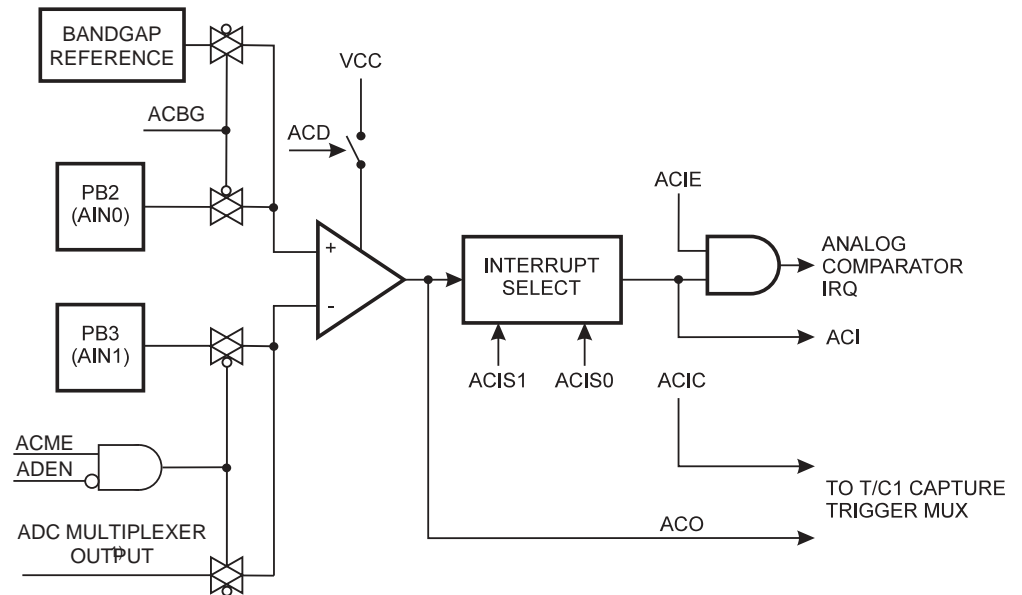 BANDGAP
REFERENCE
VCC
ACBG
ACD
PB2
(AIN0)
ACIE
+
ANALOG
COMPARATOR
IRQ
INTERRUPT
SELECT
-
PB3
(AIN1)
ACI
ACIS1 ACIS0 ACIC
ACME
ADEN
TO T/C1 CAPTURE
TRIGGER MUX
ACO
ADC MULTIPLEXER
OUTPUT
1)